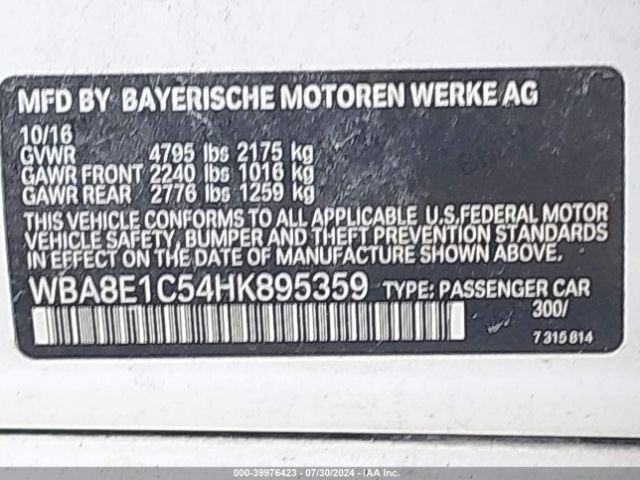 MFD BY BAYERISCHE MOTOREN WERKE AG
10/16
GVWR 4795 lbs 2175 kg
GAWR FRONT 2240 lbs 1016 kg
GAWR REAR 2776 lbs 1259 kg
THIS VEHICLE CONFORMS TO ALL APPLICABLE U.S.FEDERAL MOTOR
VEHICLE SAFETY, BUMPER AND THEFT PREVENTION STANDARDS
IN EFFECT ON THE DATE OF MANUFACTURE SHOWN ABOVE.
WBA8E1C54HK895359 TYPE: PASSENGER CAR
300/
7 315 814
000-39976423 - 07/30/2024 - IAA Inc.